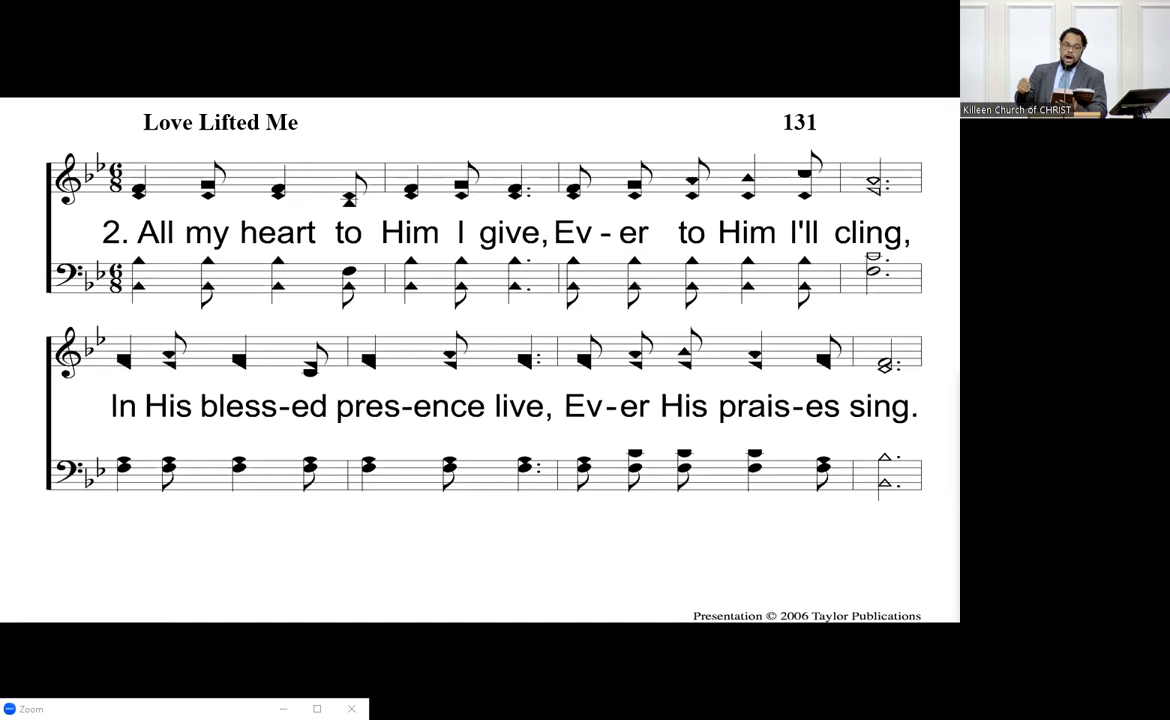 Love Lifted Me
131
2. All my heart to Him I give, Ev - er to Him I'll cling,
In His bless-ed pres-ence live, Ev-er His prais-es sing.
Presentation © 2006 Taylor Publications
Killeen Church of CHRIST
zoom Zoom